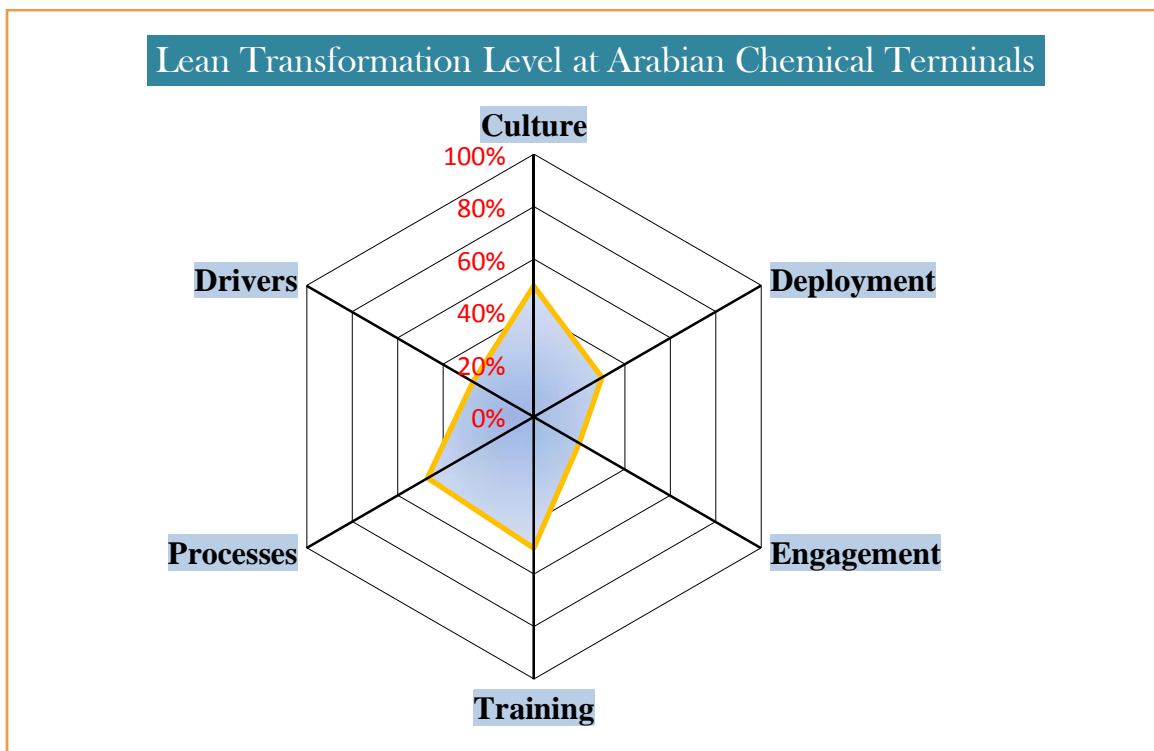 Lean Transformation Level at Arabian Chemical Terminals
Culture
100%
80%
60%
40%
20%
0%
Drivers
Deployment
Processes
Engagement
Training